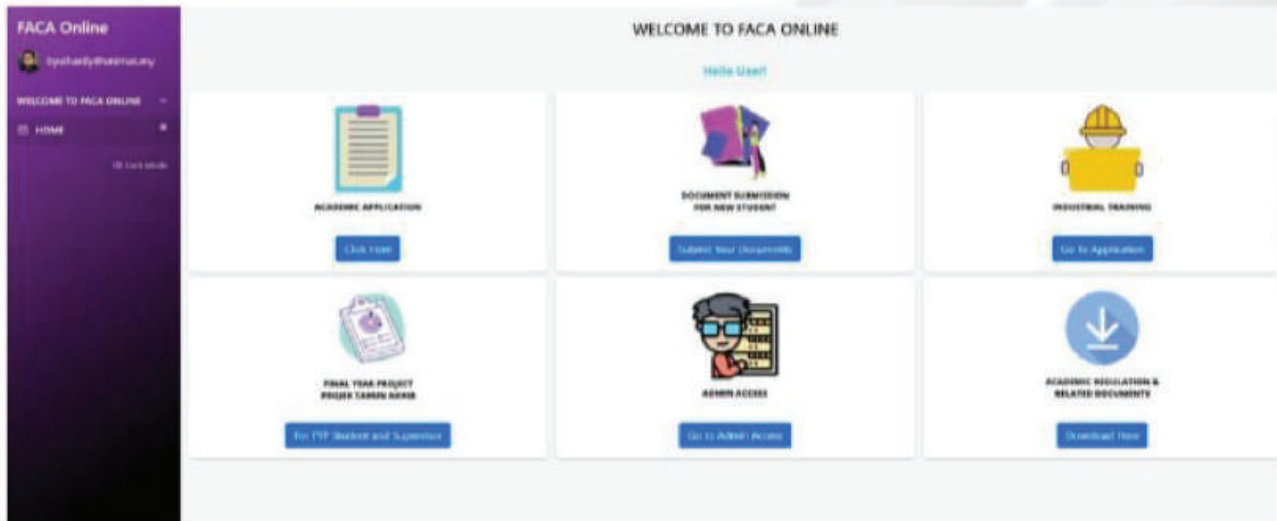 FACA Online
WELCOME TO FACA ONLINE
HOME
WELCOME TO FACA ONLINE
Hello User!
ACADEMIC APPLICATION
Click Here
DOCUMENT SUBMISSION
FOR NEW STUDENT
Submit Your Documents
INDUSTRIAL TRAINING
Go To Application
FINAL YEAR PROJECT
PROJEK TAHUN AKHIR
For FYP Student and Supervisor
ADMIN ACCESS
Go to Admin Access
ACADEMIC REGULATION &
RELATED DOCUMENTS
Download Here